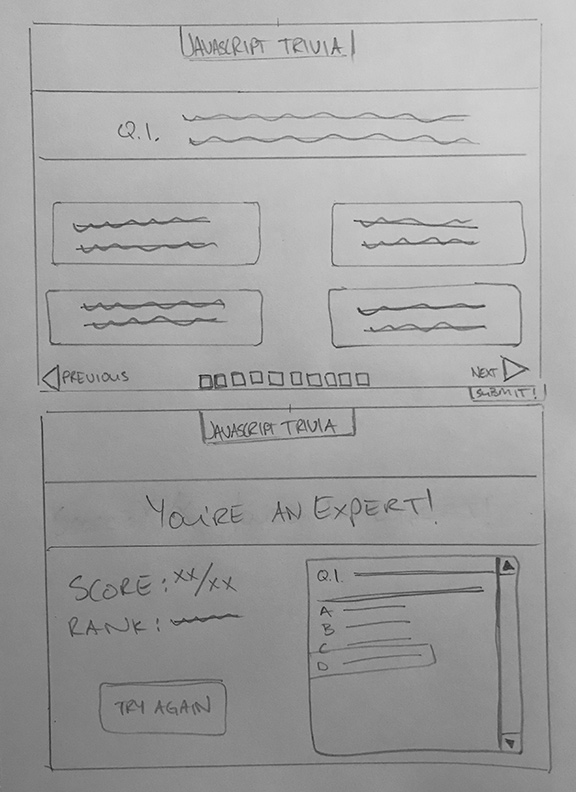 JAVASCRIPT TRIVIA
Q.1.
PREVIOUS
NEXT
SUBMIT!
JAVASCRIPT TRIVIA
YOU'RE AN EXPERT!
SCORE: XX/XX
RANK:
TRY AGAIN
Q.1.
A
B
C
D